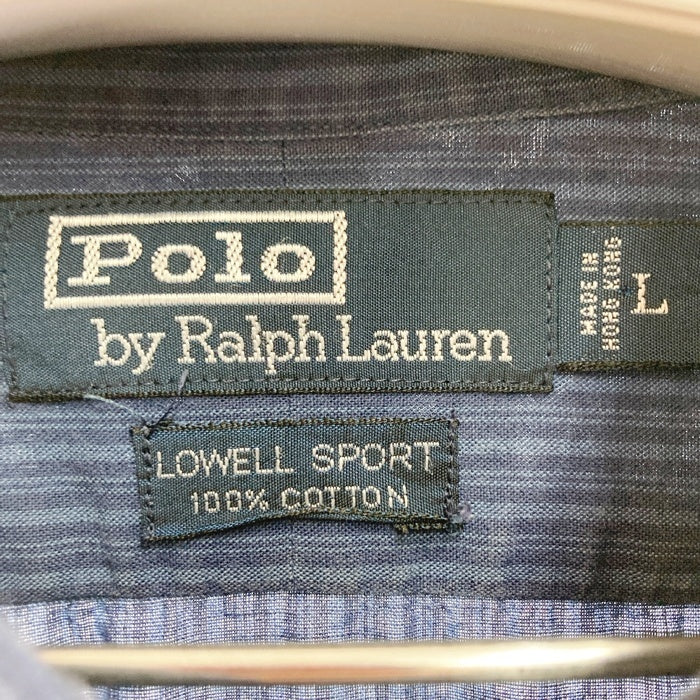 Polo
by Ralph Lauren
MADE IN
HONG KONG
L
LOWELL SPORT
100% COTTON